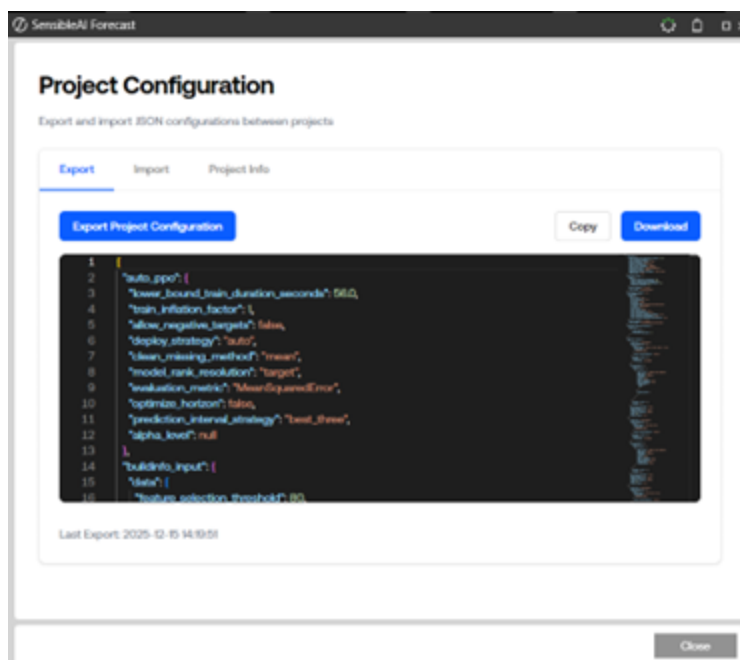 SensibleAI Forecast
Project Configuration
Export and import JSON configurations between projects
Export Import Project Info
Export Project Configuration Copy Download
1 {
2 "auto_ppo": {
3 "lower_bound_train_duration_seconds": 56.0,
4 "train_inflation_factor": 1,
5 "allow_negative_targets": false,
6 "deploy_strategy": "auto",
7 "clean_missing_method": "mean",
8 "model_rank_resolution": "target",
9 "evaluation_metric": "MeanSquaredError",
10 "optimize_horizon": false,
11 "prediction_interval_strategy": "best_three",
12 "alpha_level": null
13 },
14 "buildinfo_input": {
15 "data": {
16 "feature_selection_threshold": 80,
Last Export: 2025-12-15 14:19:51
Close